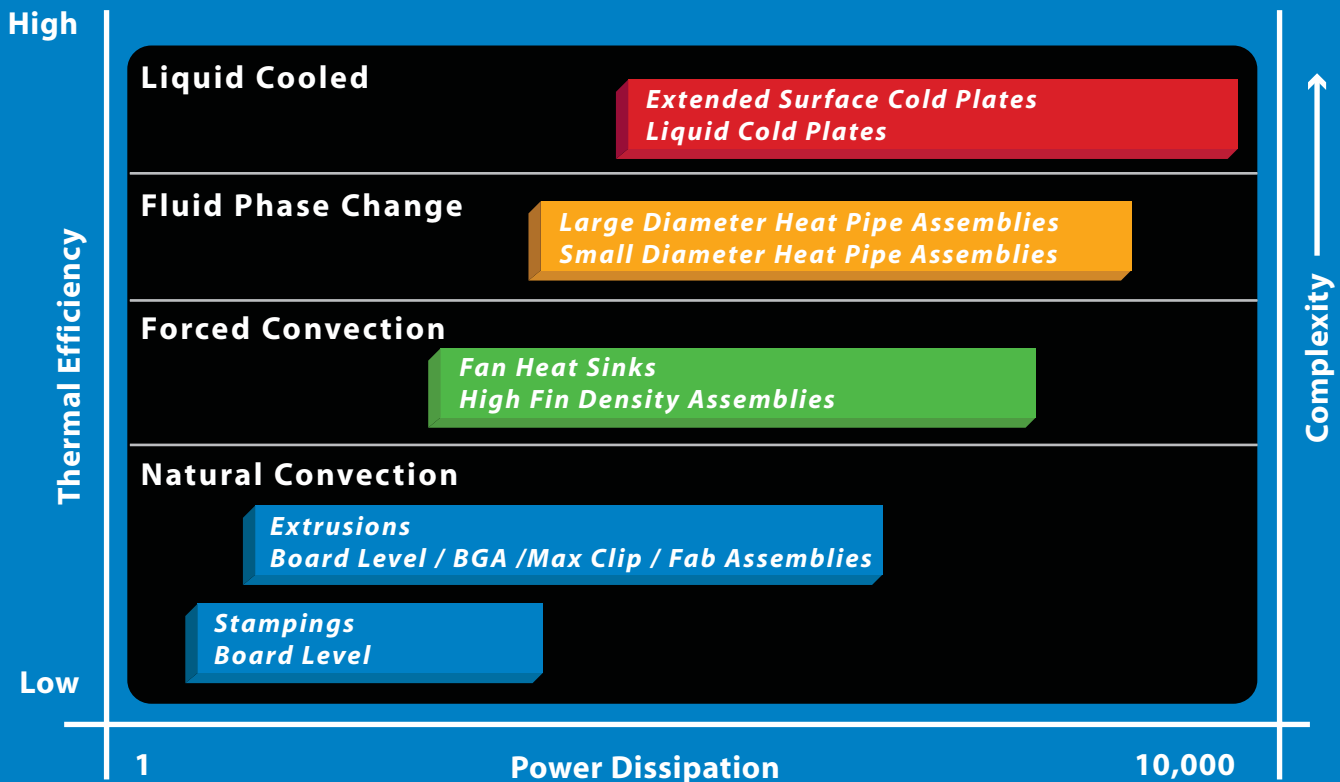 High
Liquid Cooled
Extended Surface Cold Plates
Liquid Cold Plates
Fluid Phase Change
Large Diameter Heat Pipe Assemblies
Small Diameter Heat Pipe Assemblies
Forced Convection
Fan Heat Sinks
High Fin Density Assemblies
Natural Convection
Extrusions
Board Level / BGA /Max Clip / Fab Assemblies
Stampings
Board Level
Low
Thermal Efficiency
Complexity
1
Power Dissipation
10,000